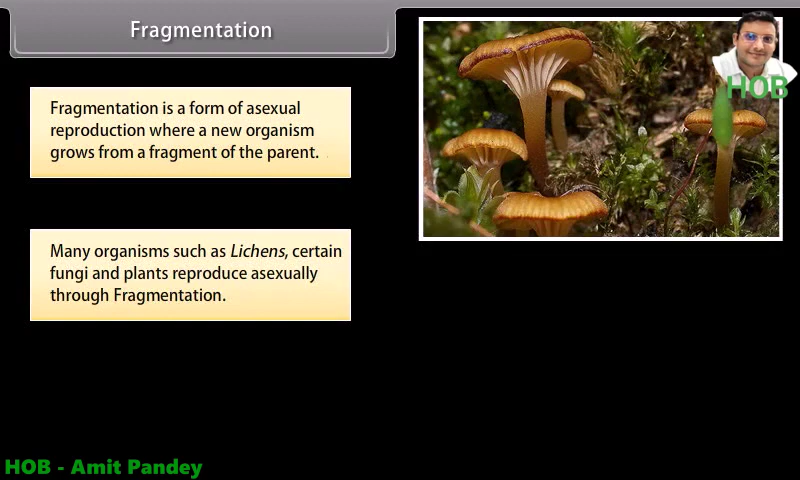 Fragmentation
Fragmentation is a form of asexual
reproduction where a new organism
grows from a fragment of the parent.
Many organisms such as Lichens, certain
fungi and plants reproduce asexually
through Fragmentation.
HOB
HOB - Amit Pandey